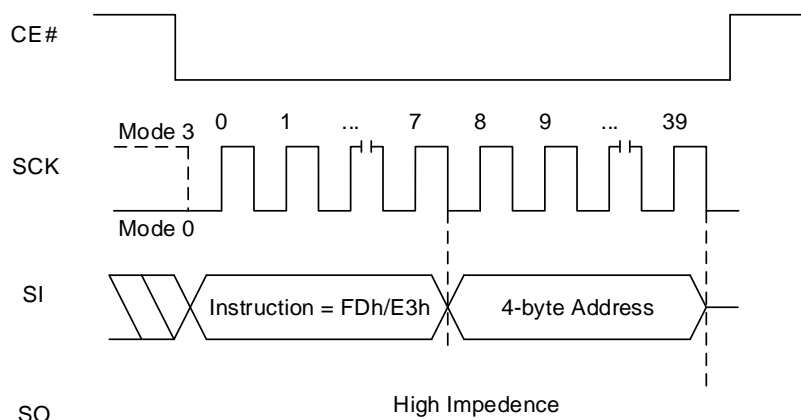 CE#
0 1 ... 7 8 9 ... 39
Mode 3
SCK
Mode 0
SI
Instruction = FDh/E3h
4-byte Address
High Impedence
SO